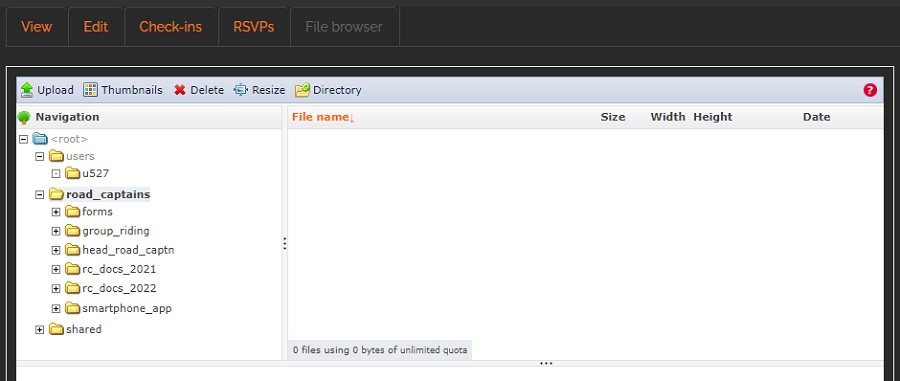 View Edit Check-ins RSVPs File browser
Upload Thumbnails Delete Resize Directory ?
Navigation File name↓ Size Width Height Date
<root>
users
u527
road_captains
forms
group_riding
head_road_captn
rc_docs_2021
rc_docs_2022
smartphone_app
shared
0 files using 0 bytes of unlimited quota